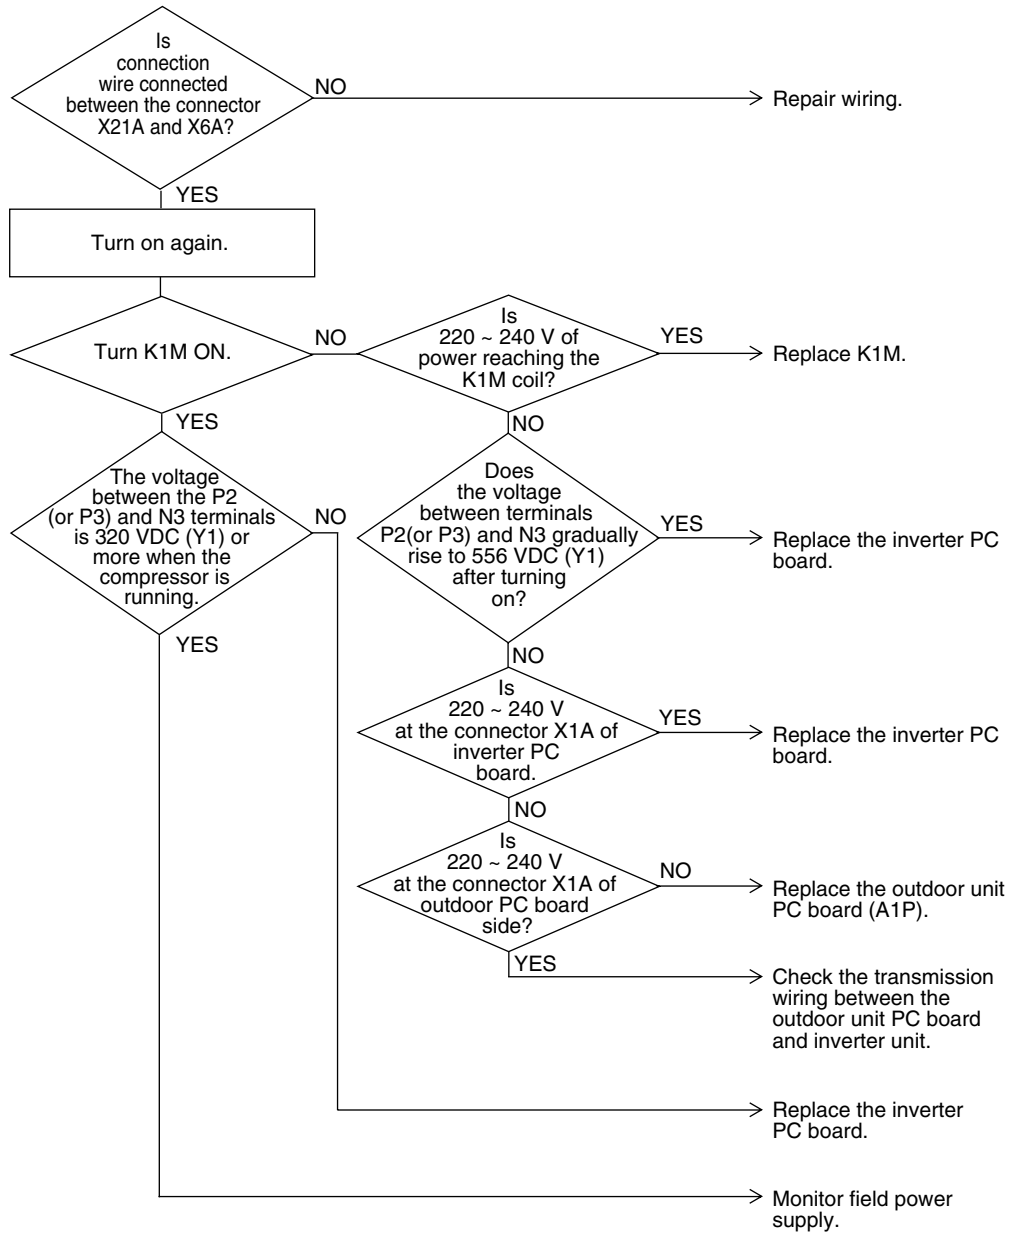 Is
connection
wire connected
between the connector
X21A and X6A?
NO
Repair wiring.
YES
Turn on again.
Turn K1M ON.
NO
Is
220 ~ 240 V of
power reaching the
K1M coil?
YES
Replace K1M.
YES
NO
The voltage
between the P2
(or P3) and N3 terminals
is 320 VDC (Y1) or
more when the
compressor is
running.
NO
Does
the voltage
between terminals
P2(or P3) and N3 gradually
rise to 556 VDC (Y1)
after turning
on?
YES
Replace the inverter PC
board.
YES
NO
Is
220 ~ 240 V
at the connector X1A of
inverter PC
board.
YES
Replace the inverter PC
board.
NO
Is
220 ~ 240 V
at the connector X1A of
outdoor PC board
side?
NO
Replace the outdoor unit
PC board (A1P).
YES
Check the transmission
wiring between the
outdoor unit PC board
and inverter unit.
Replace the inverter
PC board.
Monitor field power
supply.